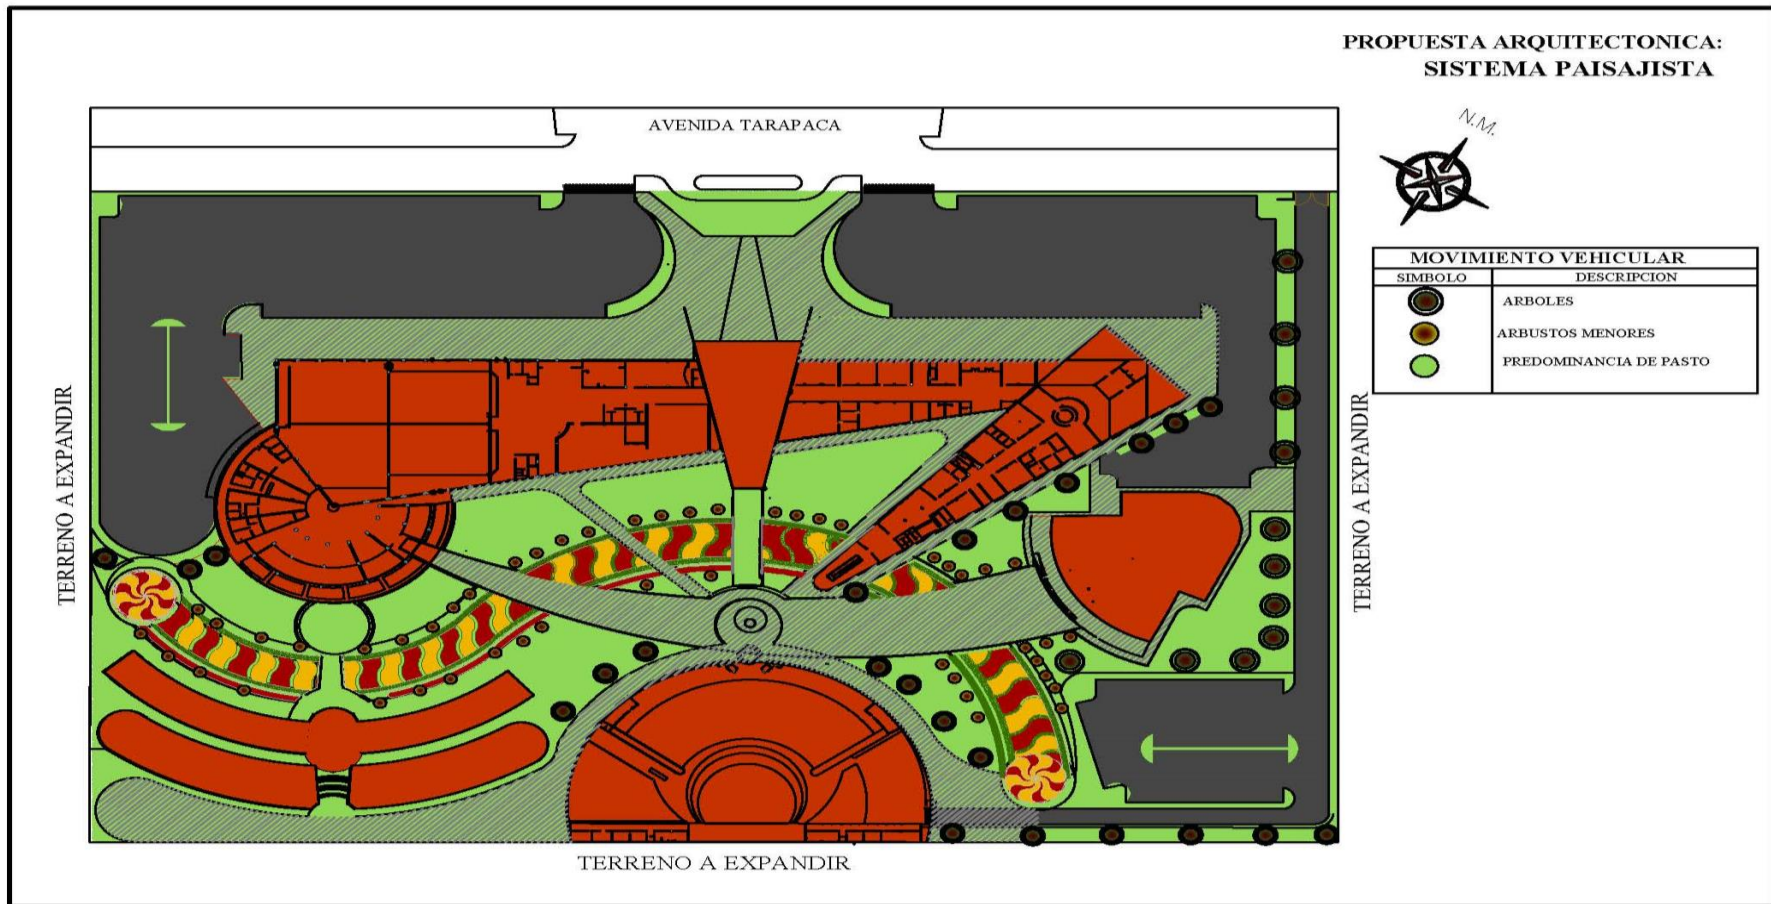 PROPUESTA ARQUITECTONICA:
SISTEMA PAISAJISTA
N.M.
AVENIDA TARAPACA
MOVIMIENTO VEHICULAR
SIMBOLO DESCRIPCION
ARBOLES
ARBUSTOS MENORES
PREDOMINANCIA DE PASTO
TERRENO A EXPANDIR
TERRENO A EXPANDIR
TERRENO A EXPANDIR